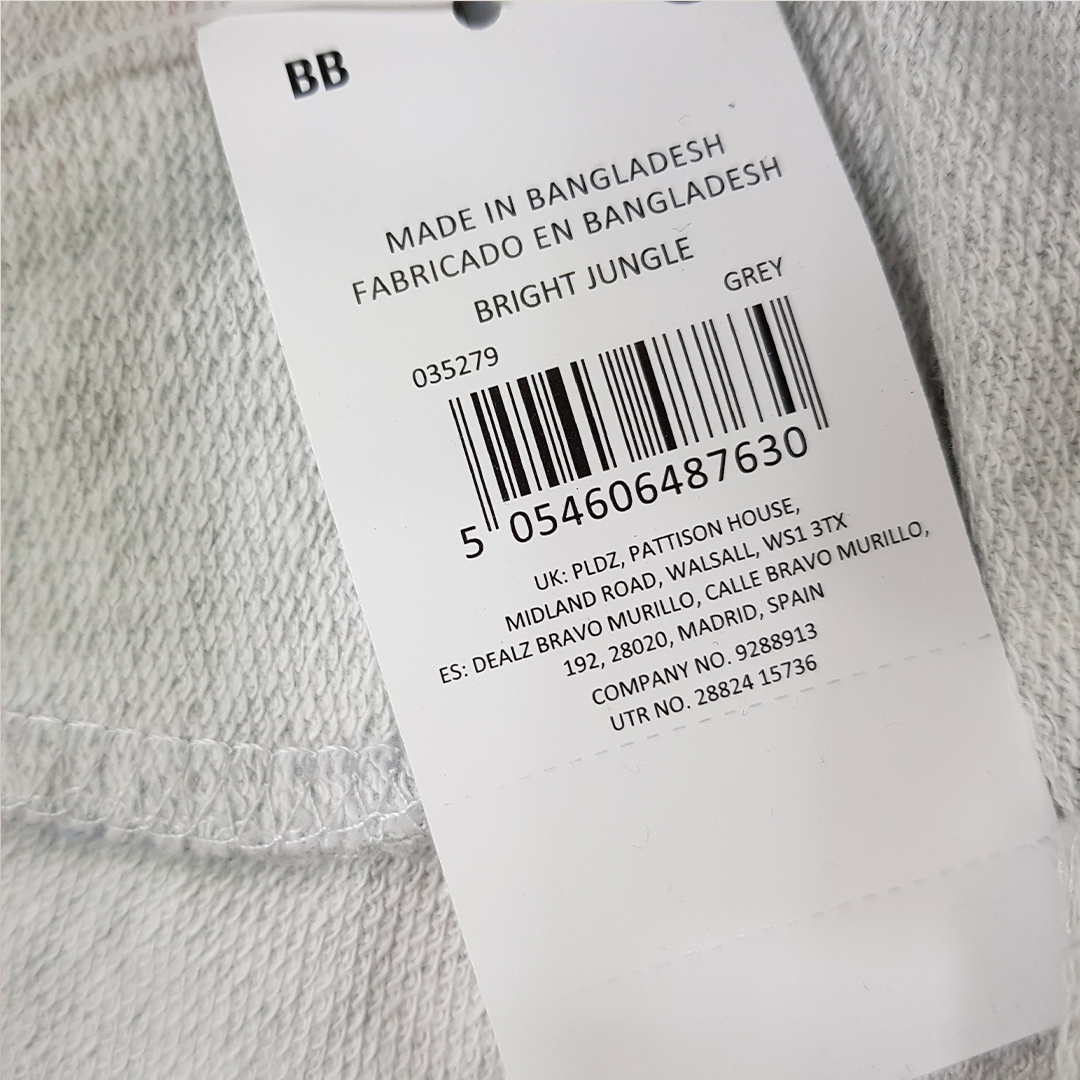 BB
MADE IN BANGLADESH
FABRICADO EN BANGLADESH
BRIGHT JUNGLE
GREY
035279
5 054606487630
UK: PLDZ, PATTISON HOUSE,
MIDLAND ROAD, WALSALL, WS1 3TX
ES: DEALZ BRAVO MURILLO, CALLE BRAVO MURILLO,
192, 28020, MADRID, SPAIN
COMPANY NO. 9288913
UTR NO. 28824 15736